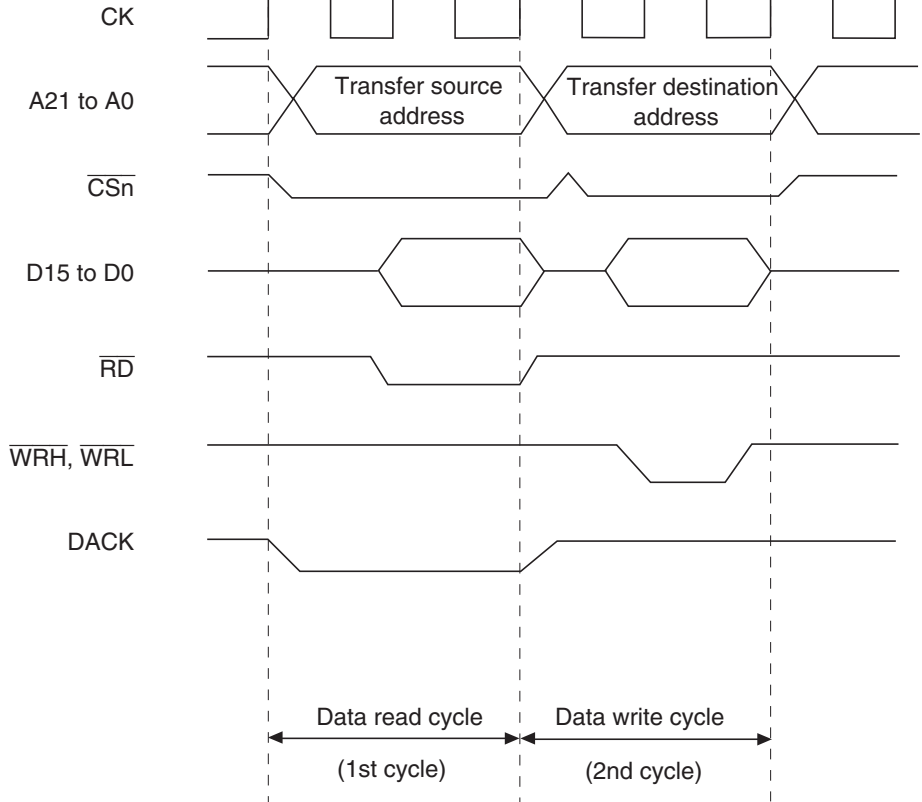 CK
A21 to A0
Transfer source
address
Transfer destination
address
CSn
D15 to D0
RD
WRH, WRL
DACK
Data read cycle
(1st cycle)
Data write cycle
(2nd cycle)